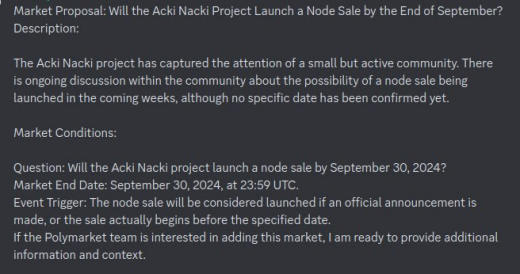 Market Proposal: Will the Acki Nacki Project Launch a Node Sale by the End of September?
Description:
The Acki Nacki project has captured the attention of a small but active community. There
is ongoing discussion within the community about the possibility of a node sale being
launched in the coming weeks, although no specific date has been confirmed yet.
Market Conditions:
Question: Will the Acki Nacki project launch a node sale by September 30, 2024?
Market End Date: September 30, 2024, at 23:59 UTC.
Event Trigger: The node sale will be considered launched if an official announcement is
made, or the sale actually begins before the specified date.
If the Polymarket team is interested in adding this market, I am ready to provide additional
information and context.